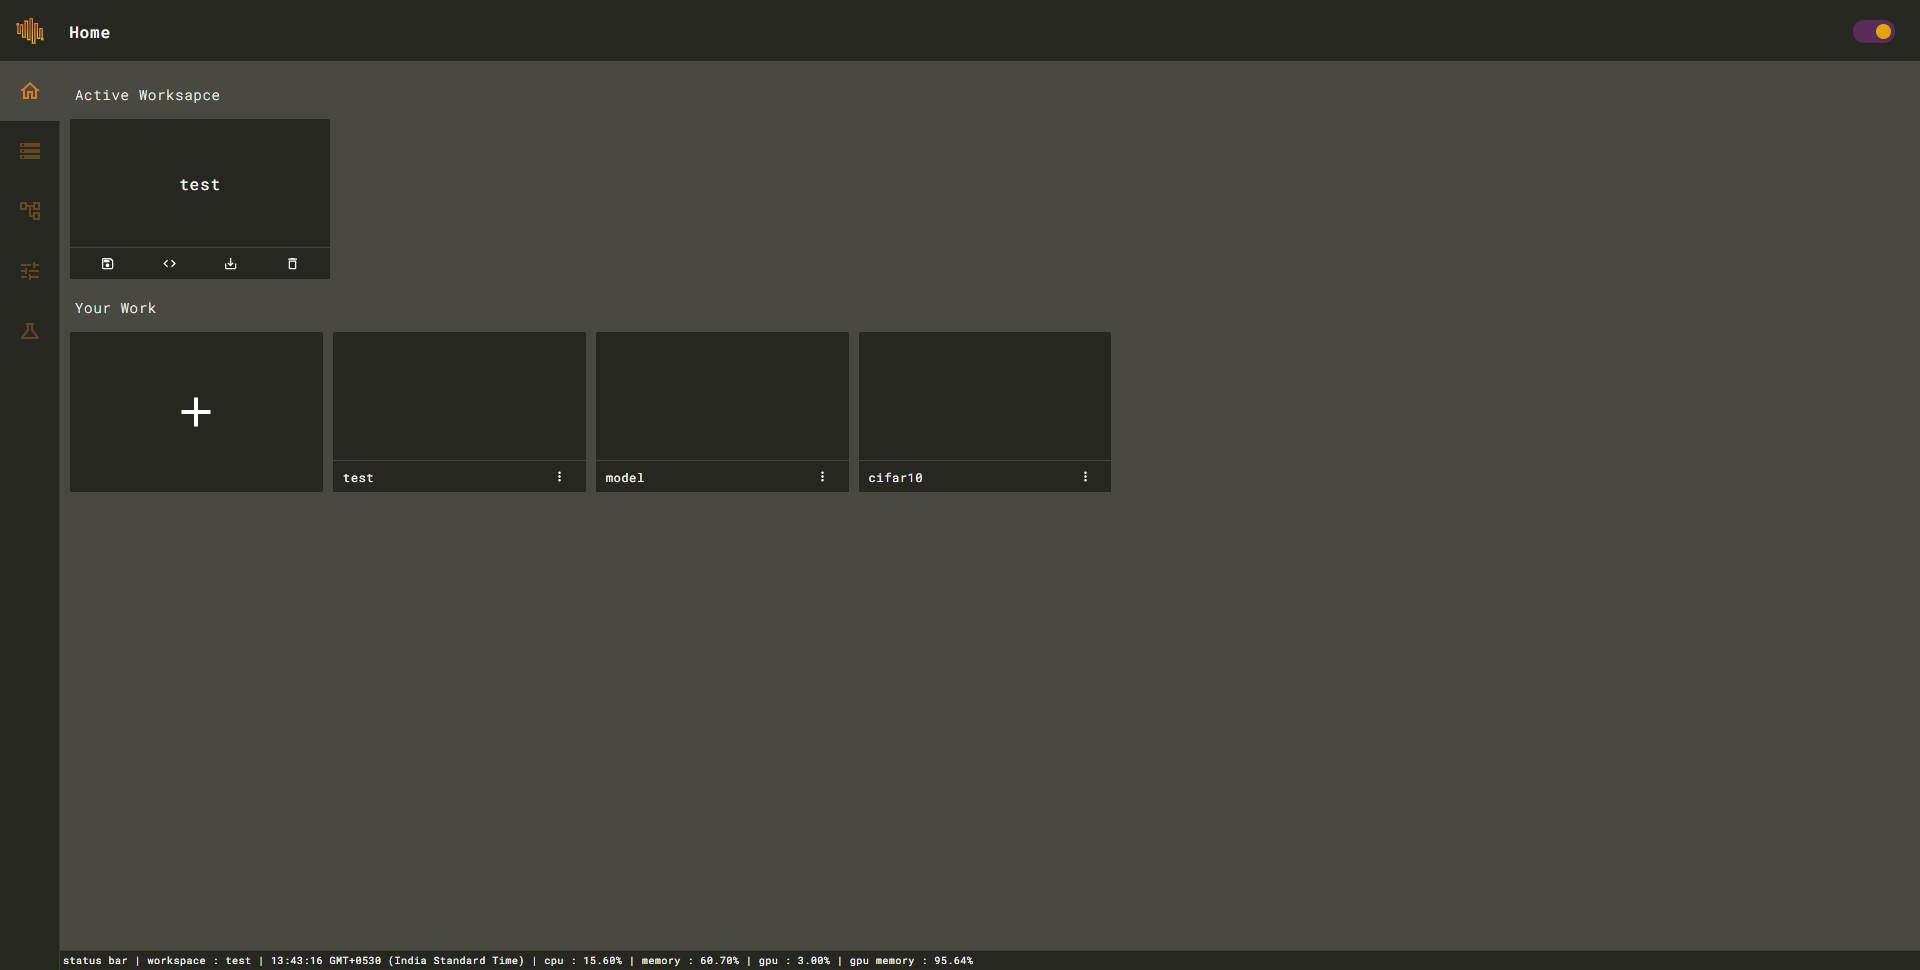 Home
Active Worksapce
test
Your Work
test
model
cifar10
status bar | workspace : test | 13:43:16 GMT+0530 (India Standard Time) | cpu : 15.60% | memory : 60.70% | gpu : 3.00% | gpu memory : 95.64%